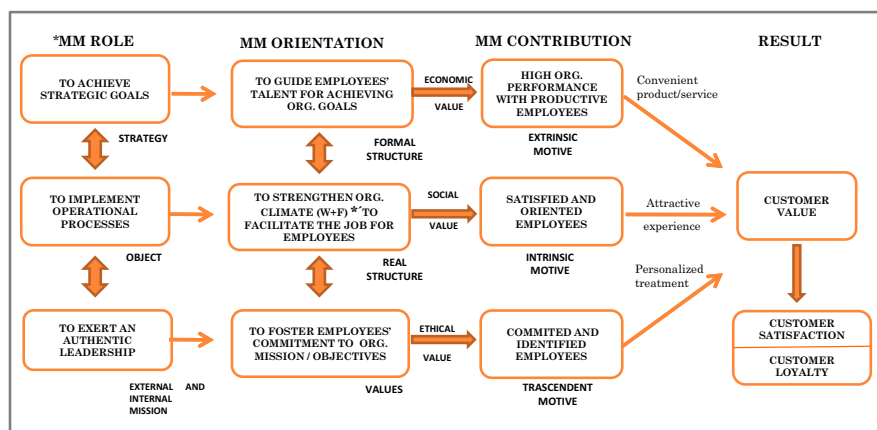 *MM ROLE
MM ORIENTATION
MM CONTRIBUTION
RESULT
TO ACHIEVE
STRATEGIC GOALS
TO GUIDE EMPLOYEES'
TALENT FOR ACHIEVING
ORG. GOALS
ECONOMIC
VALUE
HIGH ORG.
PERFORMANCE
WITH PRODUCTIVE
EMPLOYEES
Convenient
product/service
STRATEGY
FORMAL
STRUCTURE
EXTRINSIC
MOTIVE
TO IMPLEMENT
OPERATIONAL
PROCESSES
TO STRENGTHEN ORG.
CLIMATE (W+F) *´TO
FACILITATE THE JOB FOR
EMPLOYEES
SOCIAL
VALUE
SATISFIED AND
ORIENTED
EMPLOYEES
Attractive
experience
CUSTOMER
VALUE
OBJECT
REAL
STRUCTURE
INTRINSIC
MOTIVE
Personalized
treatment
TO EXERT AN
AUTHENTIC
LEADERSHIP
TO FOSTER EMPLOYEES'
COMMITMENT TO ORG.
MISSION / OBJECTIVES
ETHICAL
VALUE
COMMITED AND
IDENTIFIED
EMPLOYEES
CUSTOMER
SATISFACTION
CUSTOMER
LOYALTY
EXTERNAL AND
INTERNAL
MISSION
VALUES
TRASCENDENT
MOTIVE